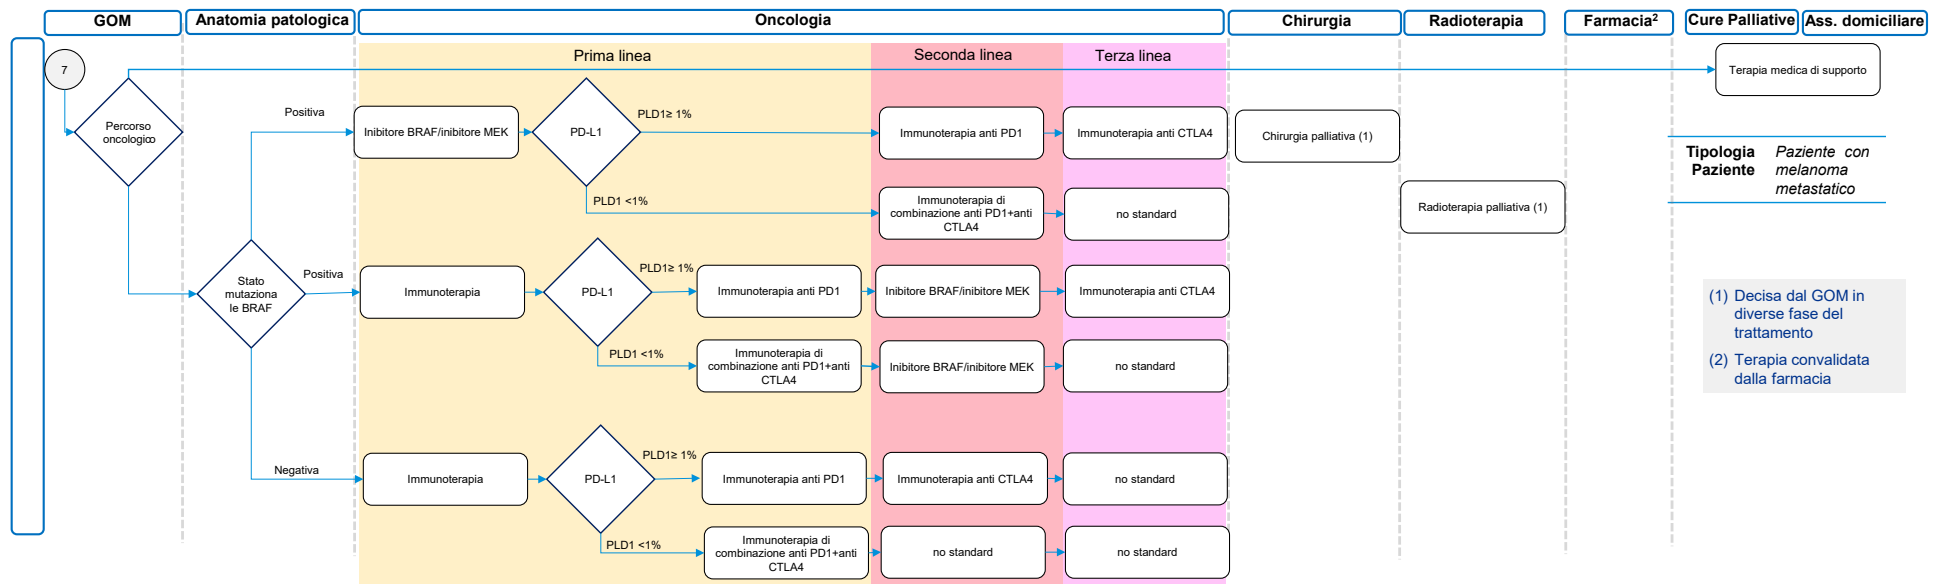 GOM
Anatomia patologica
Oncologia
Chirurgia
Radioterapia
Farmacia2
Cure Palliative
Ass. domiciliare
Prima linea
Seconda linea
Terza linea
7
Terapia medica di supporto
Percorso
oncologico
Positiva
Inibitore BRAF/inibitore MEK
PD-L1
PLD1≥ 1%
Immunoterapia anti PD1
Immunoterapia anti CTLA4
Chirurgia palliativa (1)
Tipologia
Paziente
Paziente con
melanoma
metastatico
PLD1 <1%
Immunoterapia di
combinazione anti PD1+anti
CTLA4
no standard
Radioterapia palliativa (1)
Stato
mutaziona
le BRAF
Positiva
Immunoterapia
PD-L1
PLD1≥ 1%
Immunoterapia anti PD1
Inibitore BRAF/inibitore MEK
Immunoterapia anti CTLA4
PLD1 <1%
Immunoterapia di
combinazione anti PD1+anti
CTLA4
Inibitore BRAF/inibitore MEK
no standard
(1) Decisa dal GOM in
diverse fase del
trattamento
(2) Terapia convalidata
dalla farmacia
Negativa
Immunoterapia
PD-L1
PLD1≥ 1%
Immunoterapia anti PD1
Immunoterapia anti CTLA4
no standard
PLD1 <1%
Immunoterapia di
combinazione anti PD1+anti
CTLA4
no standard
no standard